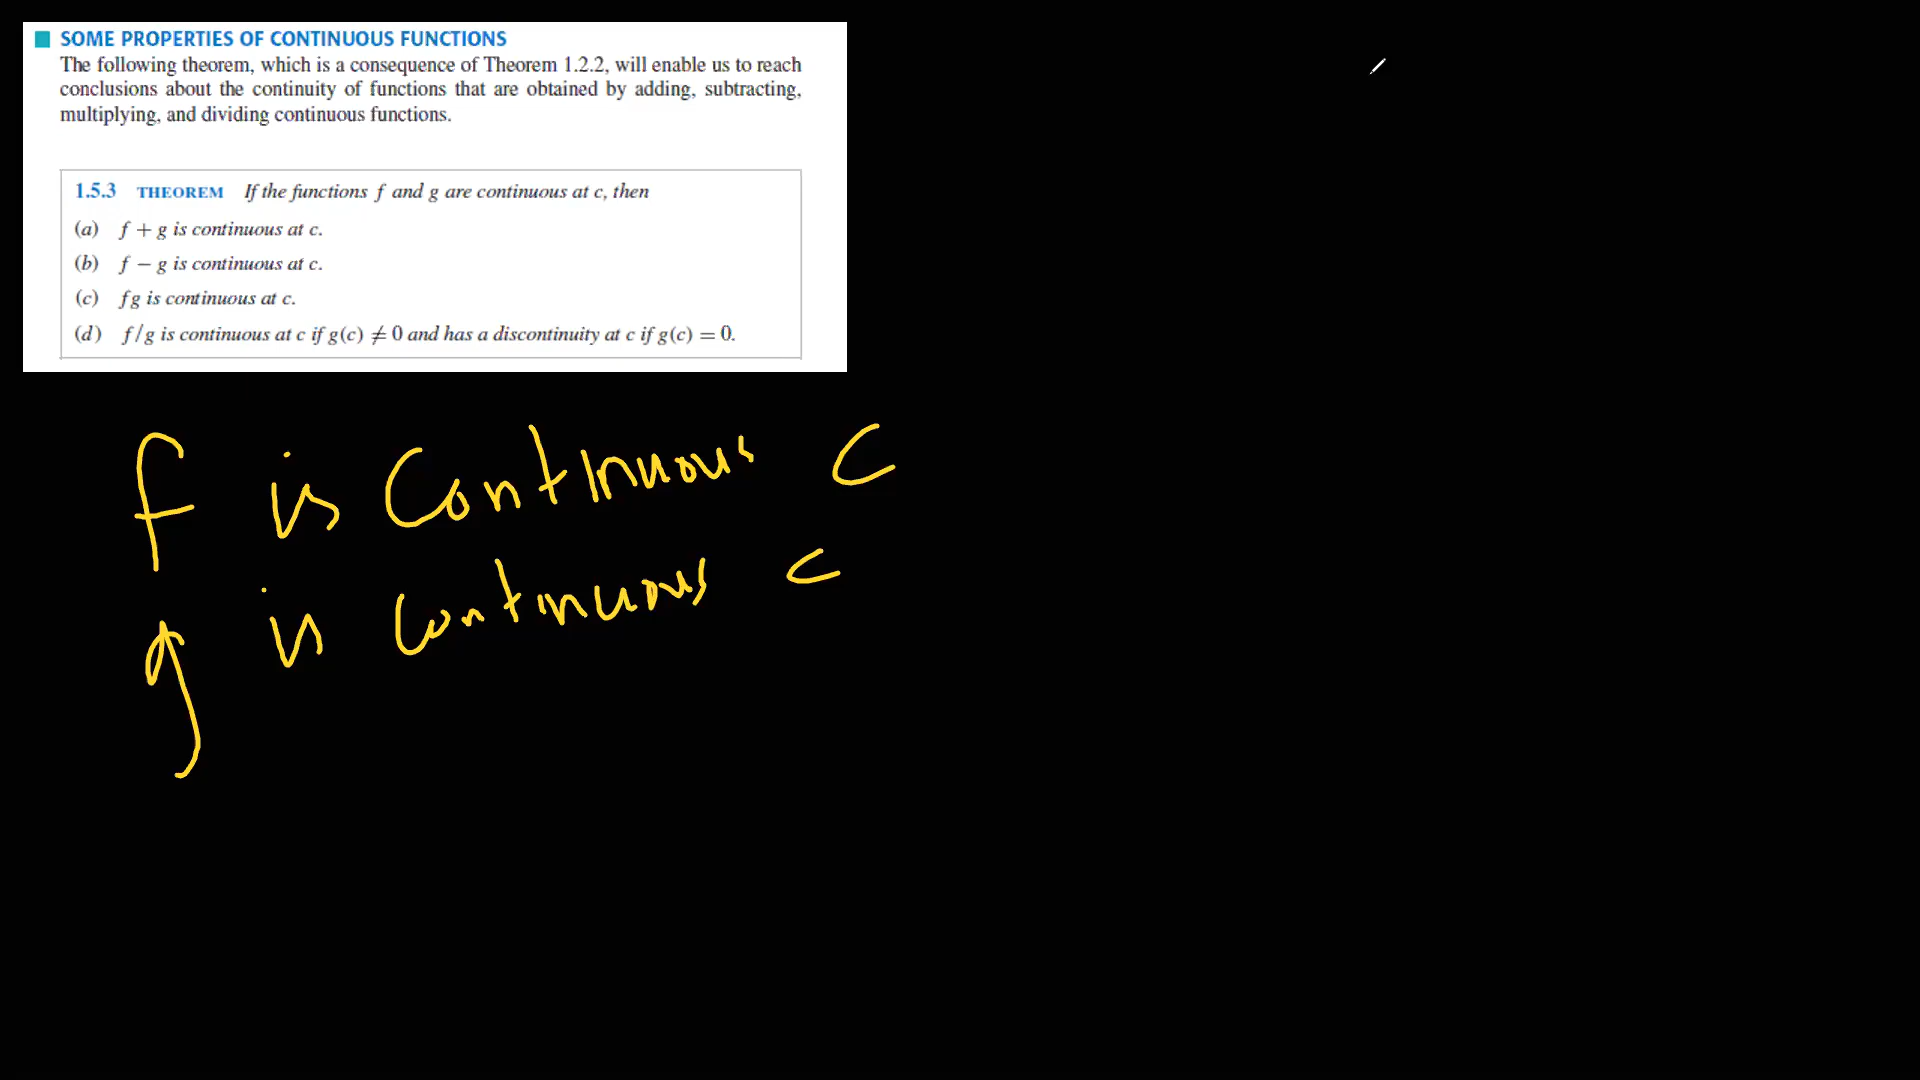 SOME PROPERTIES OF CONTINUOUS FUNCTIONS
The following theorem, which is a consequence of Theorem 1.2.2, will enable us to reach
conclusions about the continuity of functions that are obtained by adding, subtracting,
multiplying, and dividing continuous functions.
1.5.3 THEOREM If the functions f and g are continuous at c, then
(a) f + g is continuous at c.
(b) f − g is continuous at c.
(c) fg is continuous at c.
(d) f/g is continuous at c if g(c) ≠ 0 and has a discontinuity at c if g(c) = 0.
f is Continuous C
g is continuous c